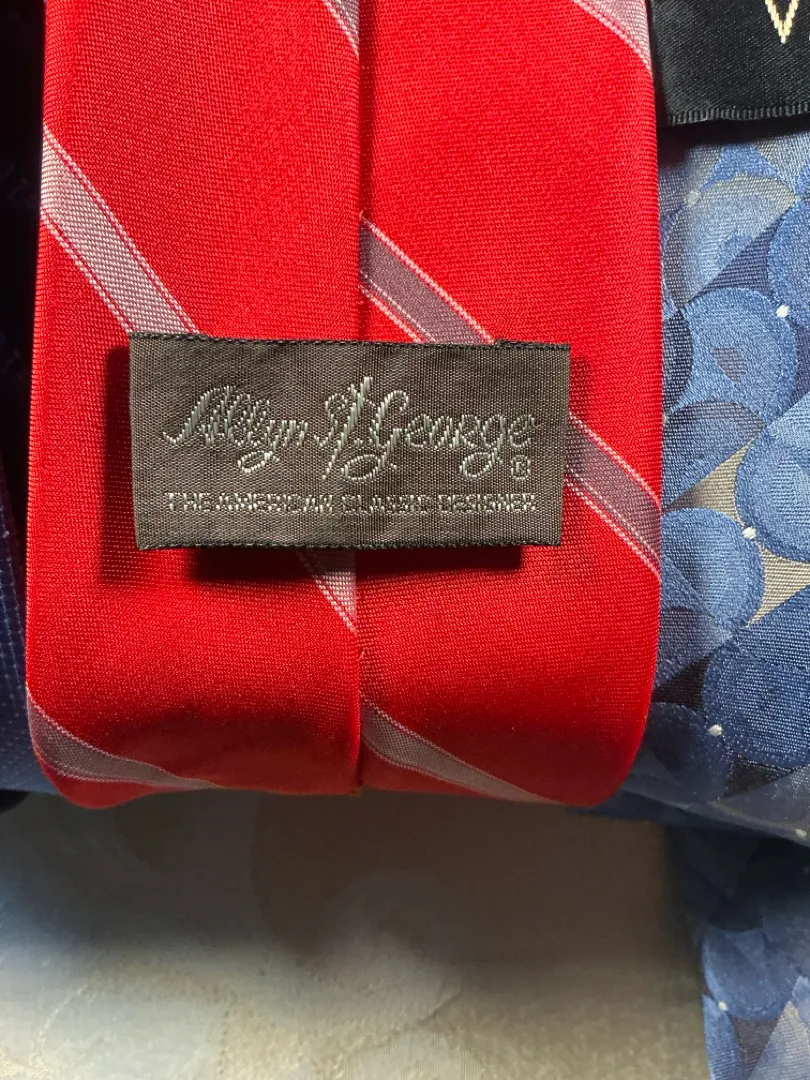 V
Allyn St. George ®
THE AMERICAN CLASSIC DESIGNER